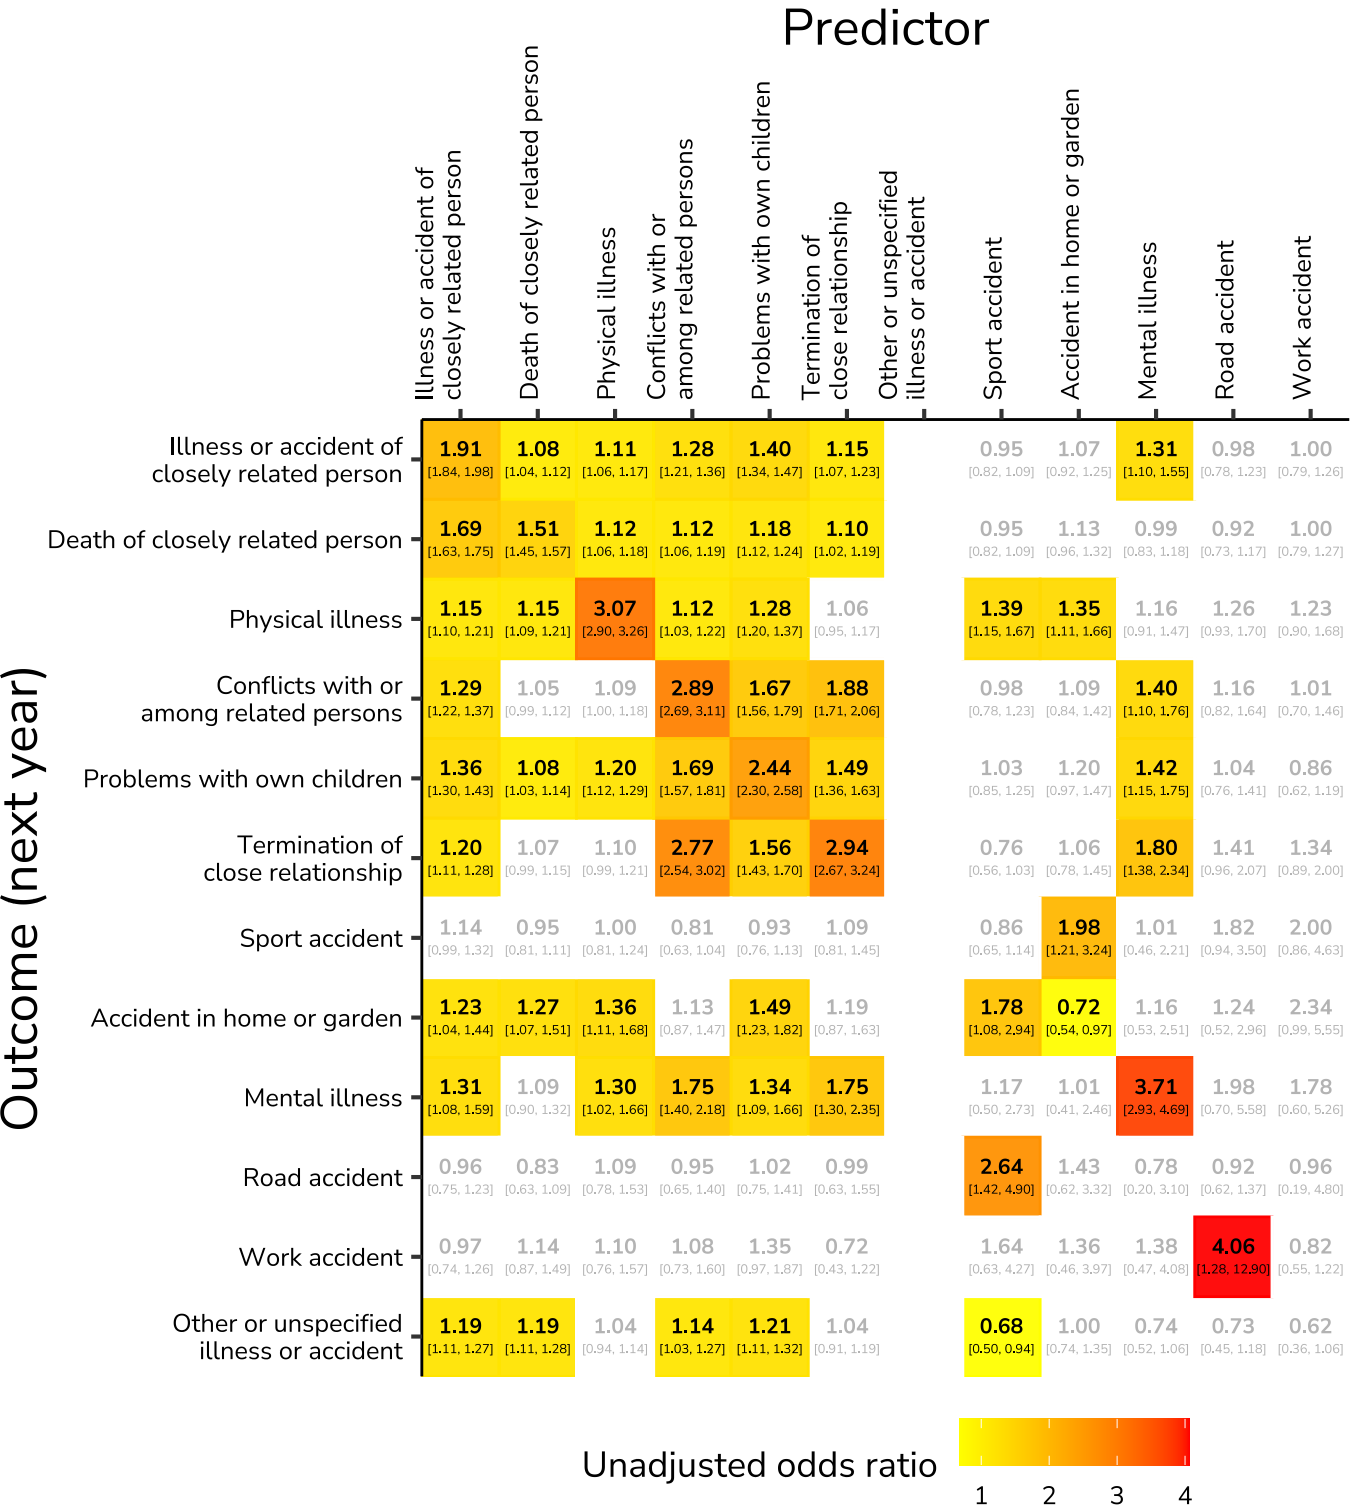 Predictor
Illness or accident of
closely related person
Death of closely related person
Physical illness
Conflicts with or
among related persons
Problems with own children
Termination of
close relationship
Other or unspecified
illness or accident
Sport accident
Accident in home or garden
Mental illness
Road accident
Work accident
Outcome (next year)
Illness or accident of
closely related person
1.91 1.08 1.11 1.28 1.40 1.15 0.95 1.07 1.31 0.98 1.00
[1.84, 1.98] [1.04, 1.12] [1.06, 1.17] [1.21, 1.36] [1.34, 1.47] [1.07, 1.23] [0.82, 1.09] [0.92, 1.25] [1.10, 1.55] [0.78, 1.23] [0.79, 1.26]
Death of closely related person
1.69 1.51 1.12 1.12 1.18 1.10 0.95 1.13 0.99 0.92 1.00
[1.63, 1.75] [1.45, 1.57] [1.06, 1.18] [1.06, 1.19] [1.12, 1.24] [1.02, 1.19] [0.82, 1.09] [0.96, 1.32] [0.83, 1.18] [0.73, 1.17] [0.79, 1.27]
Physical illness
1.15 1.15 3.07 1.12 1.28 1.06 1.39 1.35 1.16 1.26 1.23
[1.10, 1.21] [1.09, 1.21] [2.90, 3.26] [1.03, 1.22] [1.20, 1.37] [0.95, 1.17] [1.15, 1.67] [1.11, 1.66] [0.91, 1.47] [0.93, 1.70] [0.90, 1.68]
Conflicts with or
among related persons
1.29 1.05 1.09 2.89 1.67 1.88 0.98 1.09 1.40 1.16 1.01
[1.22, 1.37] [0.99, 1.12] [1.00, 1.18] [2.69, 3.11] [1.56, 1.79] [1.71, 2.06] [0.78, 1.23] [0.84, 1.42] [1.10, 1.76] [0.82, 1.64] [0.70, 1.46]
Problems with own children
1.36 1.08 1.20 1.69 2.44 1.49 1.03 1.20 1.42 1.04 0.86
[1.30, 1.43] [1.03, 1.14] [1.12, 1.29] [1.57, 1.81] [2.30, 2.58] [1.36, 1.63] [0.85, 1.25] [0.97, 1.47] [1.15, 1.75] [0.76, 1.41] [0.62, 1.19]
Termination of
close relationship
1.20 1.07 1.10 2.77 1.56 2.94 0.76 1.06 1.80 1.41 1.34
[1.11, 1.28] [0.99, 1.15] [0.99, 1.21] [2.54, 3.02] [1.43, 1.70] [2.67, 3.24] [0.56, 1.03] [0.78, 1.45] [1.38, 2.34] [0.96, 2.07] [0.89, 2.00]
Sport accident
1.14 0.95 1.00 0.81 0.93 1.09 0.86 1.98 1.01 1.82 2.00
[0.99, 1.32] [0.81, 1.11] [0.81, 1.24] [0.63, 1.04] [0.76, 1.13] [0.81, 1.45] [0.65, 1.14] [1.21, 3.24] [0.46, 2.21] [0.94, 3.50] [0.86, 4.63]
Accident in home or garden
1.23 1.27 1.36 1.13 1.49 1.19 1.78 0.72 1.16 1.24 2.34
[1.04, 1.44] [1.07, 1.51] [1.11, 1.68] [0.87, 1.47] [1.23, 1.82] [0.87, 1.63] [1.08, 2.94] [0.54, 0.97] [0.53, 2.51] [0.52, 2.96] [0.99, 5.55]
Mental illness
1.31 1.09 1.30 1.75 1.34 1.75 1.17 1.01 3.71 1.98 1.78
[1.08, 1.59] [0.90, 1.32] [1.02, 1.66] [1.40, 2.18] [1.09, 1.66] [1.30, 2.35] [0.50, 2.73] [0.41, 2.46] [2.93, 4.69] [0.70, 5.58] [0.60, 5.26]
Road accident
0.96 0.83 1.09 0.95 1.02 0.99 2.64 1.43 0.78 0.92 0.96
[0.75, 1.23] [0.63, 1.09] [0.78, 1.53] [0.65, 1.40] [0.75, 1.41] [0.63, 1.55] [1.42, 4.90] [0.62, 3.32] [0.20, 3.10] [0.62, 1.37] [0.19, 4.80]
Work accident
0.97 1.14 1.10 1.08 1.35 0.72 1.64 1.36 1.38 4.06 0.82
[0.74, 1.26] [0.87, 1.49] [0.76, 1.57] [0.73, 1.60] [0.97, 1.87] [0.43, 1.22] [0.63, 4.27] [0.46, 3.97] [0.47, 4.08] [1.28, 12.90] [0.55, 1.22]
Other or unspecified
illness or accident
1.19 1.19 1.04 1.14 1.21 1.04 0.68 1.00 0.74 0.73 0.62
[1.11, 1.27] [1.11, 1.28] [0.94, 1.14] [1.03, 1.27] [1.11, 1.32] [0.91, 1.19] [0.50, 0.94] [0.74, 1.35] [0.52, 1.06] [0.45, 1.18] [0.36, 1.06]
Unadjusted odds ratio
1 2 3 4